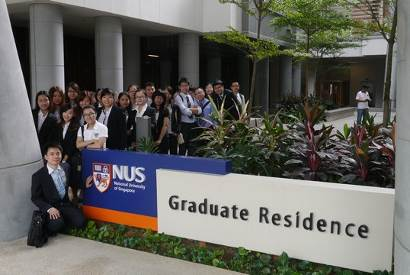 NUS
National University
of Singapore
Graduate Residence